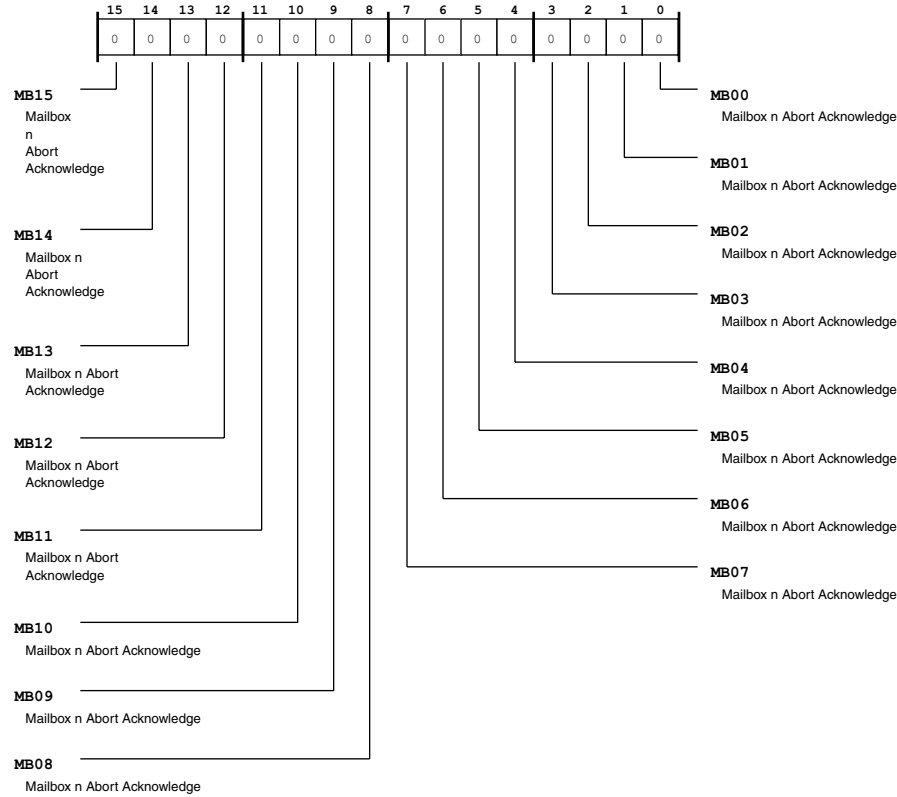 15 14 13 12 11 10 9 8 7 6 5 4 3 2 1 0
0 0 0 0 0 0 0 0 0 0 0 0 0 0 0 0
MB15
Mailbox
n
Abort
Acknowledge
MB14
Mailbox n
Abort
Acknowledge
MB13
Mailbox n Abort
Acknowledge
MB12
Mailbox n Abort
Acknowledge
MB11
Mailbox n Abort
Acknowledge
MB10
Mailbox n Abort Acknowledge
MB09
Mailbox n Abort Acknowledge
MB08
Mailbox n Abort Acknowledge
MB00
Mailbox n Abort Acknowledge
MB01
Mailbox n Abort Acknowledge
MB02
Mailbox n Abort Acknowledge
MB03
Mailbox n Abort Acknowledge
MB04
Mailbox n Abort Acknowledge
MB05
Mailbox n Abort Acknowledge
MB06
Mailbox n Abort Acknowledge
MB07
Mailbox n Abort Acknowledge